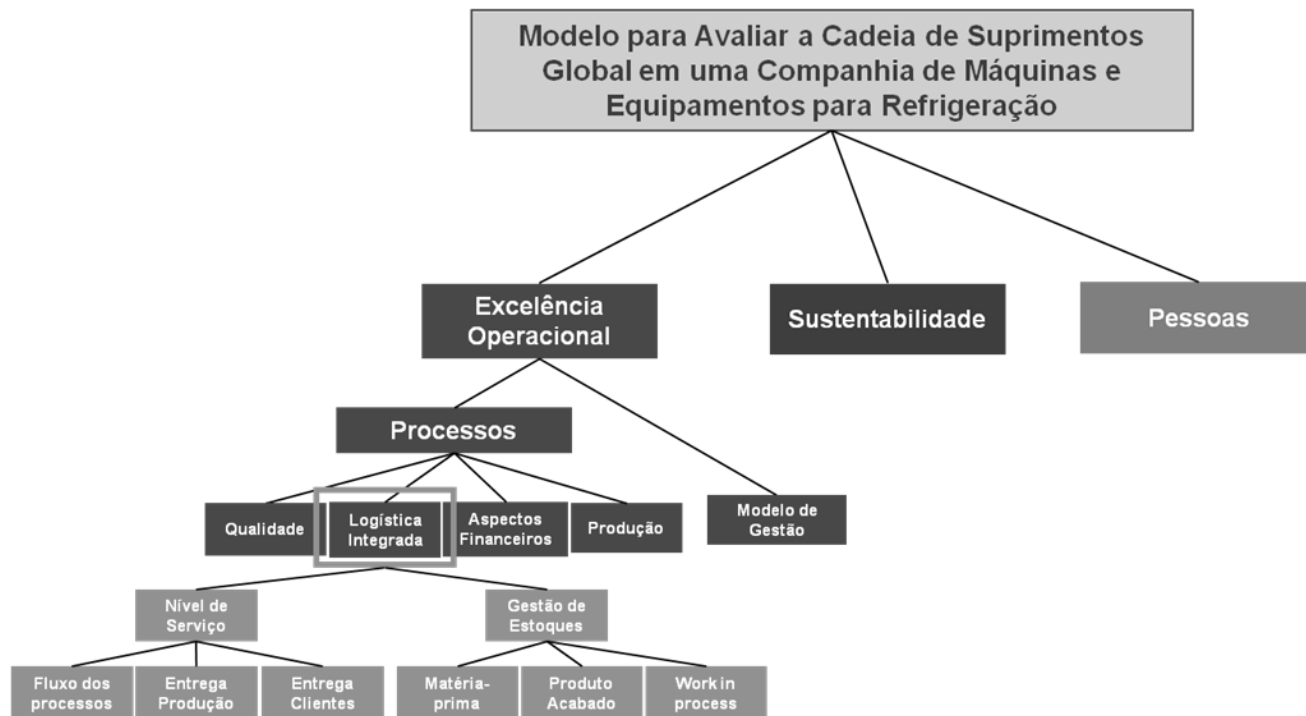 Modelo para Avaliar a Cadeia de Suprimentos
Global em uma Companhia de Máquinas e
Equipamentos para Refrigeração
Excelência
Operacional
Sustentabilidade
Pessoas
Processos
Qualidade
Logística
Integrada
Aspectos
Financeiros
Produção
Modelo de
Gestão
Nível de
Serviço
Gestão de
Estoques
Fluxo dos
processos
Entrega
Produção
Entrega
Clientes
Matéria-
prima
Produto
Acabado
Work in
process